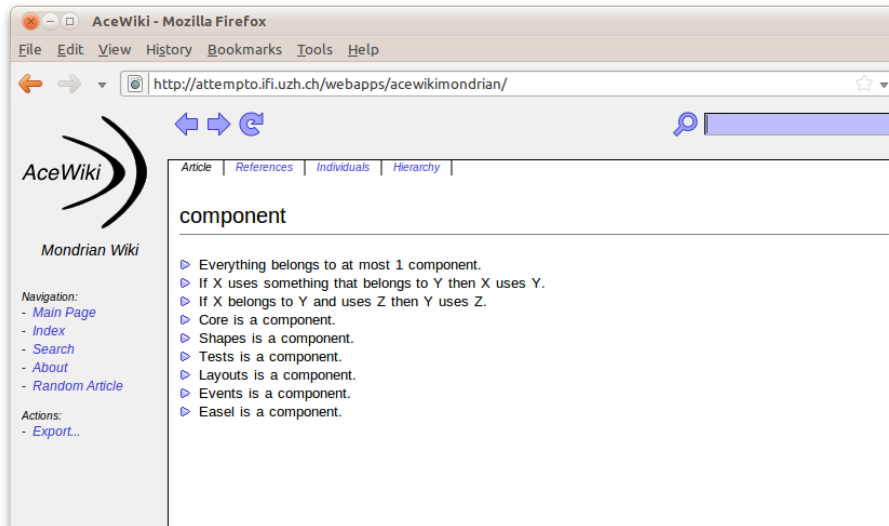 AceWiki - Mozilla Firefox
File Edit View History Bookmarks Tools Help
http://attempto.ifi.uzh.ch/webapps/acewikimondrian/
AceWiki
Mondrian Wiki
Navigation:
- Main Page
- Index
- Search
- About
- Random Article
Actions:
- Export...
Article | References | Individuals | Hierarchy |
component
Everything belongs to at most 1 component.
If X uses something that belongs to Y then X uses Y.
If X belongs to Y and uses Z then Y uses Z.
Core is a component.
Shapes is a component.
Tests is a component.
Layouts is a component.
Events is a component.
Easel is a component.